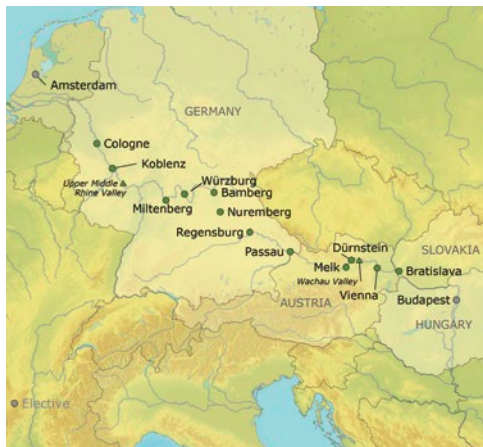 Amsterdam
GERMANY
Cologne
Koblenz
Upper Middle
Rhine Valley
Würzburg
Bamberg
Miltenberg
Nuremberg
Regensburg
Passau
Dürnstein
SLOVAKIA
Melk
Bratislava
Wachau Valley
Vienna
AUSTRIA
Budapest
HUNGARY
Elective